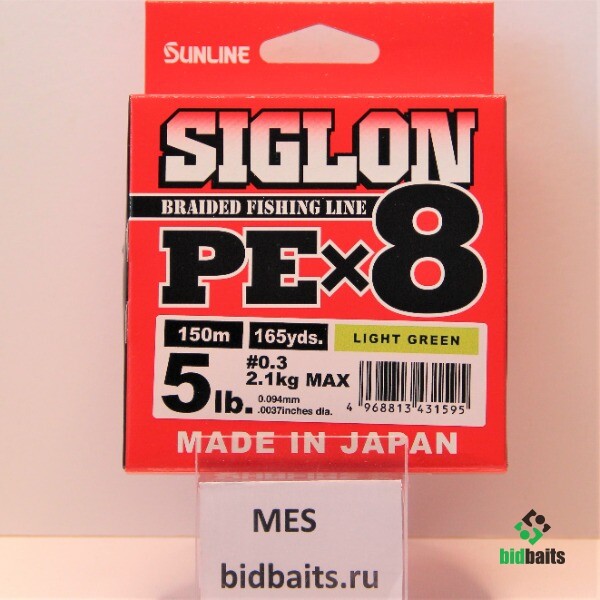 SUNLINE
SIGLON
BRAIDED FISHING LINE
PE×8
150m 165yds. LIGHT GREEN
5lb. #0.3
2.1kg MAX
0.094mm
.0037inches dia.
4 968813 431595
MADE IN JAPAN
MES
bidbaits.ru
bidbaits